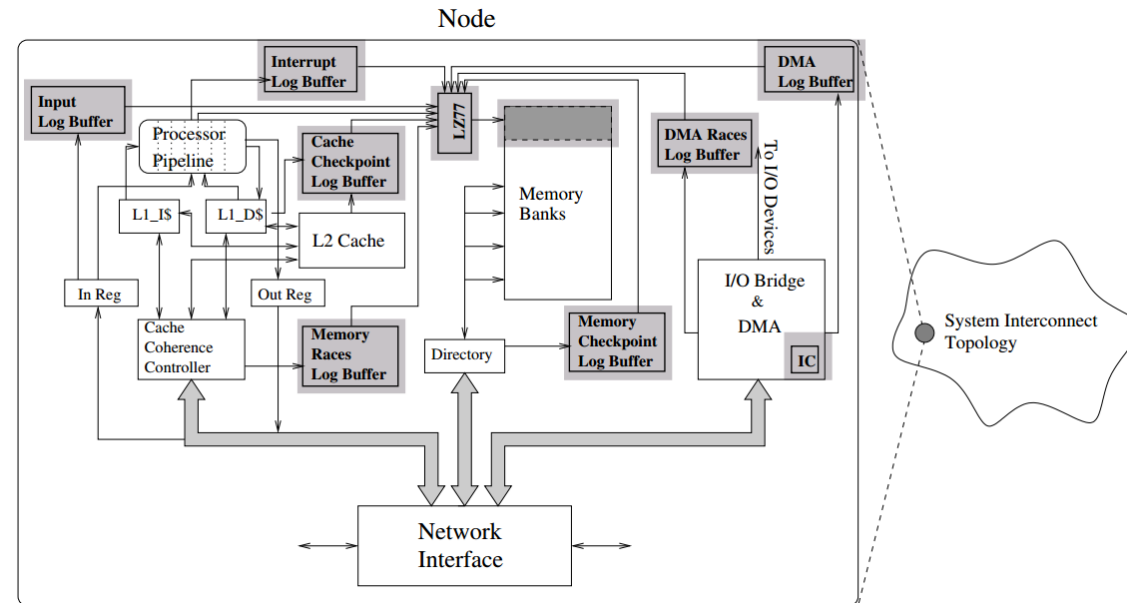 Node
Interrupt
Log Buffer
DMA
Log Buffer
Input
Log Buffer
LZ77
Processor
Pipeline
Cache
Checkpoint
Log Buffer
DMA Races
Log Buffer
To I/O Devices
Memory
Banks
L1_I$
L1_D$
L2 Cache
In Reg
Out Reg
I/O Bridge
&
DMA
IC
Cache
Coherence
Controller
Memory
Races
Log Buffer
Directory
Memory
Checkpoint
Log Buffer
System Interconnect
Topology
Network
Interface